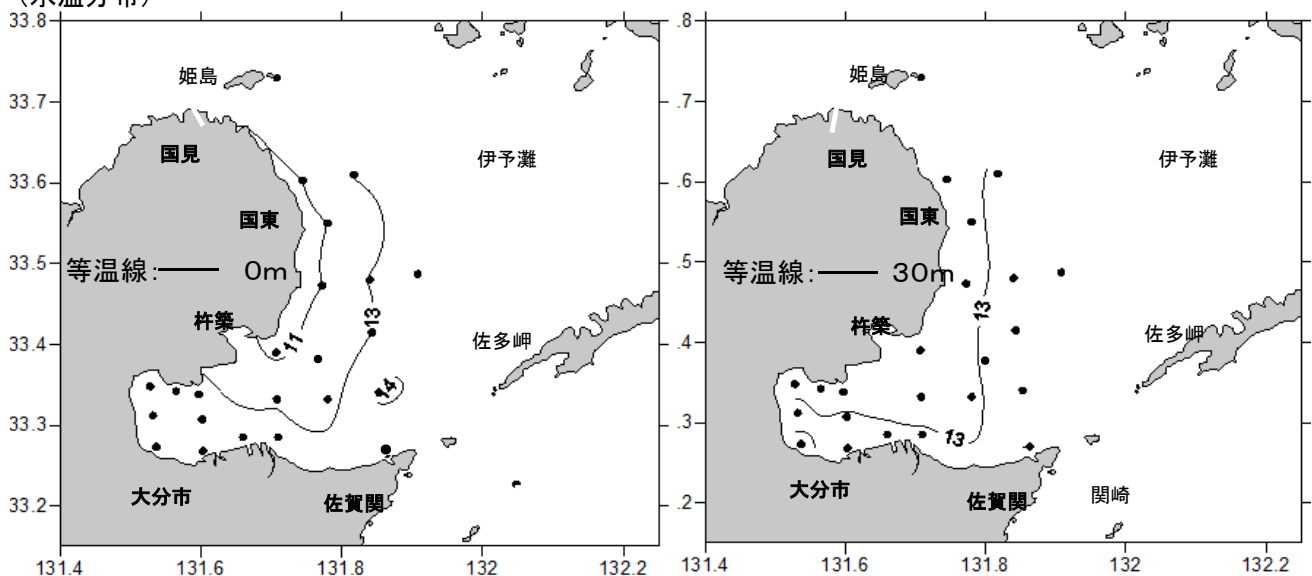 （水温分布）
33.8
33.7
33.6
33.5
33.4
33.3
33.2
131.4
131.6
131.8
132
132.2
姫島
国見
伊予灘
国東
等温線： 0m
杵築
11
13
佐多岬
14
大分市
佐賀関
.8
.7
.6
.5
.4
.3
.2
131.4
131.6
131.8
132
132.2
姫島
国見
伊予灘
国東
等温線： 30m
13
杵築
佐多岬
13
大分市
佐賀関
関崎